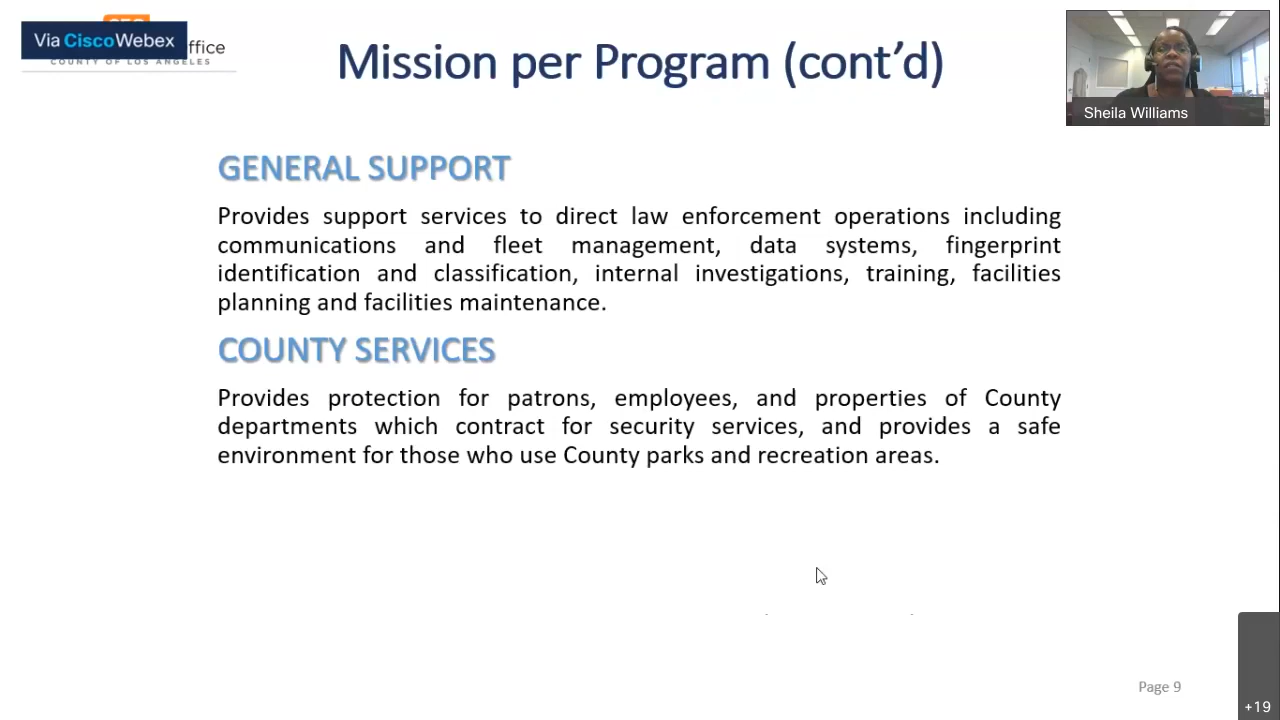 Via CiscoWebex
ffice
COUNTY OF LOS ANGELES
Mission per Program (cont’d)
Sheila Williams
GENERAL SUPPORT
Provides support services to direct law enforcement operations including
communications and fleet management, data systems, fingerprint
identification and classification, internal investigations, training, facilities
planning and facilities maintenance.
COUNTY SERVICES
Provides protection for patrons, employees, and properties of County
departments which contract for security services, and provides a safe
environment for those who use County parks and recreation areas.
Page 9
+19